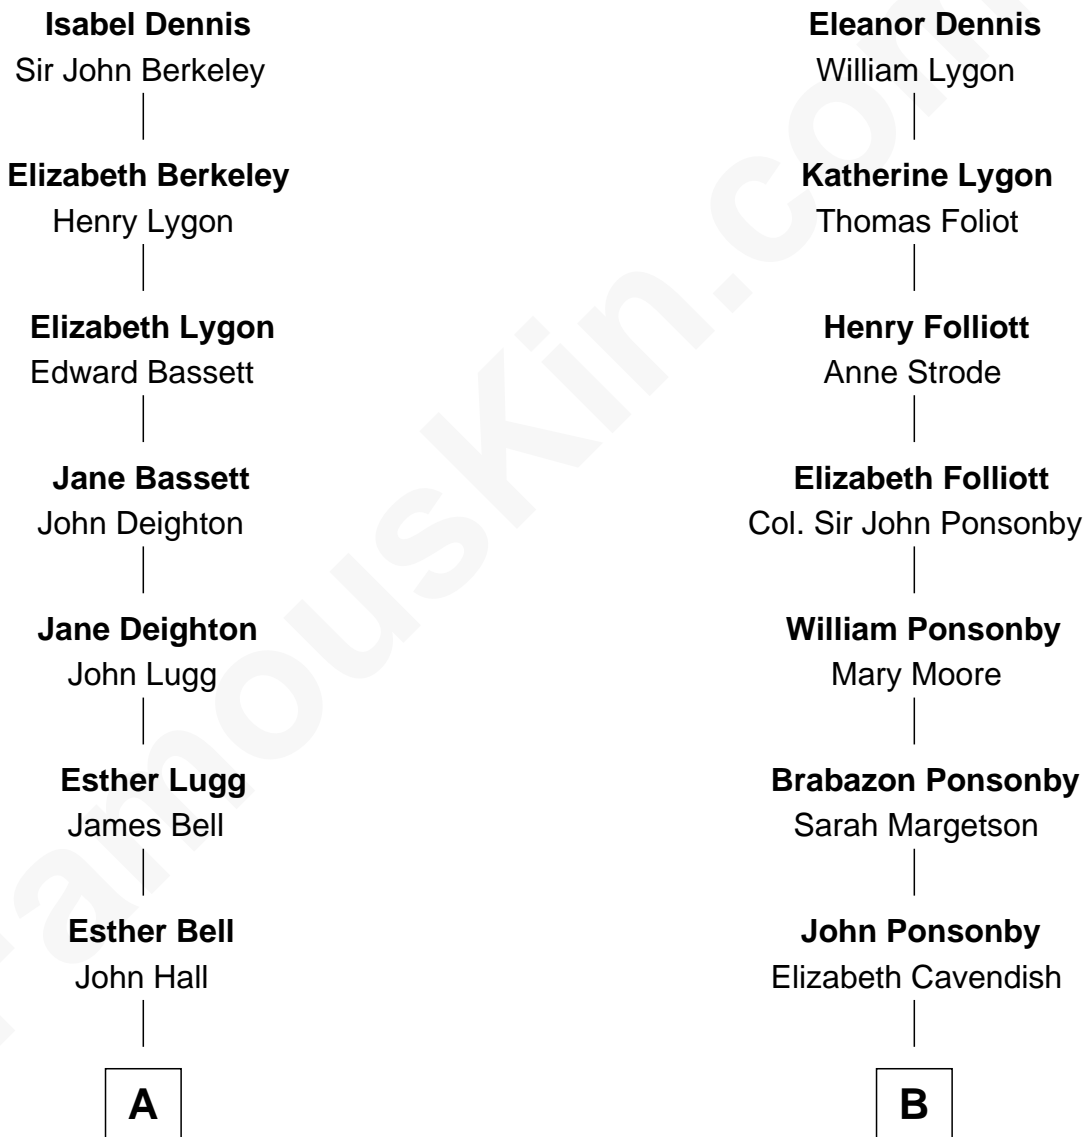 Isabel Dennis
Sir John Berkeley
Elizabeth Berkeley
Henry Lygon
Elizabeth Lygon
Edward Bassett
Jane Bassett
John Deighton
Jane Deighton
John Lugg
Esther Lugg
James Bell
Esther Bell
John Hall
A
Eleanor Dennis
William Lygon
Katherine Lygon
Thomas Foliot
Henry Folliott
Anne Strode
Elizabeth Folliott
Col. Sir John Ponsonby
William Ponsonby
Mary Moore
Brabazon Ponsonby
Sarah Margetson
John Ponsonby
Elizabeth Cavendish
B
FamousKin.com